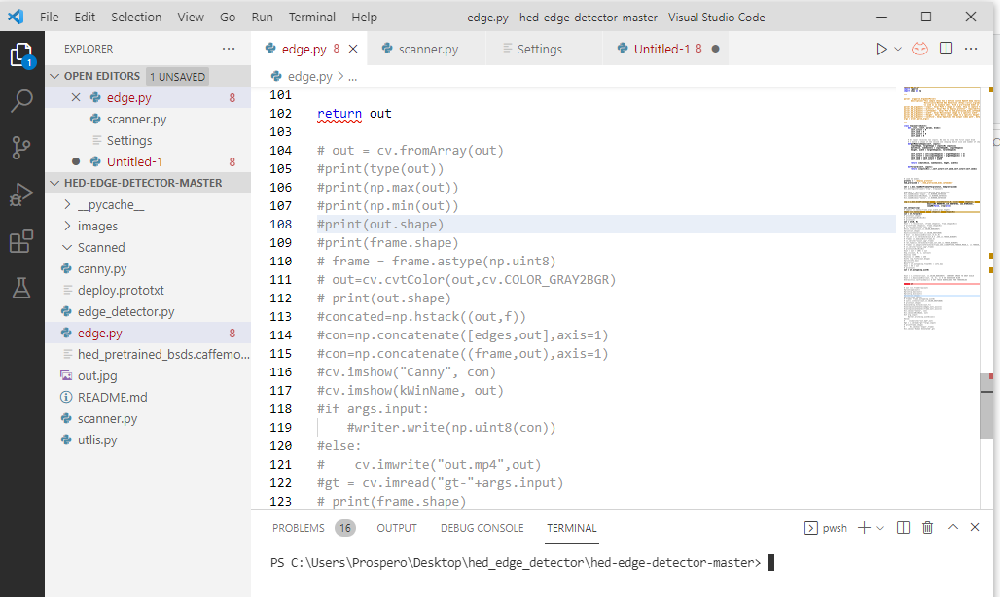 File Edit Selection View Go Run Terminal Help edge.py - hed-edge-detector-master - Visual Studio Code
EXPLORER
OPEN EDITORS 1 UNSAVED
edge.py 8
scanner.py
Settings
Untitled-1 8
HED-EDGE-DETECTOR-MASTER
__pycache__
images
Scanned
canny.py
deploy.prototxt
edge_detector.py
edge.py 8
hed_pretrained_bsds.caffemo...
out.jpg
README.md
scanner.py
utlis.py
1
edge.py 8 scanner.py Settings Untitled-1 8
edge.py > ...
101
102 return out
103
104 # out = cv.fromArray(out)
105 #print(type(out))
106 #print(np.max(out))
107 #print(np.min(out))
108 #print(out.shape)
109 #print(frame.shape)
110 # frame = frame.astype(np.uint8)
111 # out=cv.cvtColor(out,cv.COLOR_GRAY2BGR)
112 # print(out.shape)
113 #concated=np.hstack((out,f))
114 #con=np.concatenate([edges,out],axis=1)
115 #con=np.concatenate((frame,out),axis=1)
116 #cv.imshow("Canny", con)
117 #cv.imshow(kWinName, out)
118 #if args.input:
119     #writer.write(np.uint8(con))
120 #else:
121 #    cv.imwrite("out.mp4",out)
122 #gt = cv.imread("gt-"+args.input)
123 # print(frame.shape)
PROBLEMS 16 OUTPUT DEBUG CONSOLE TERMINAL pwsh
PS C:\Users\Prospero\Desktop\hed_edge_detector\hed-edge-detector-master>